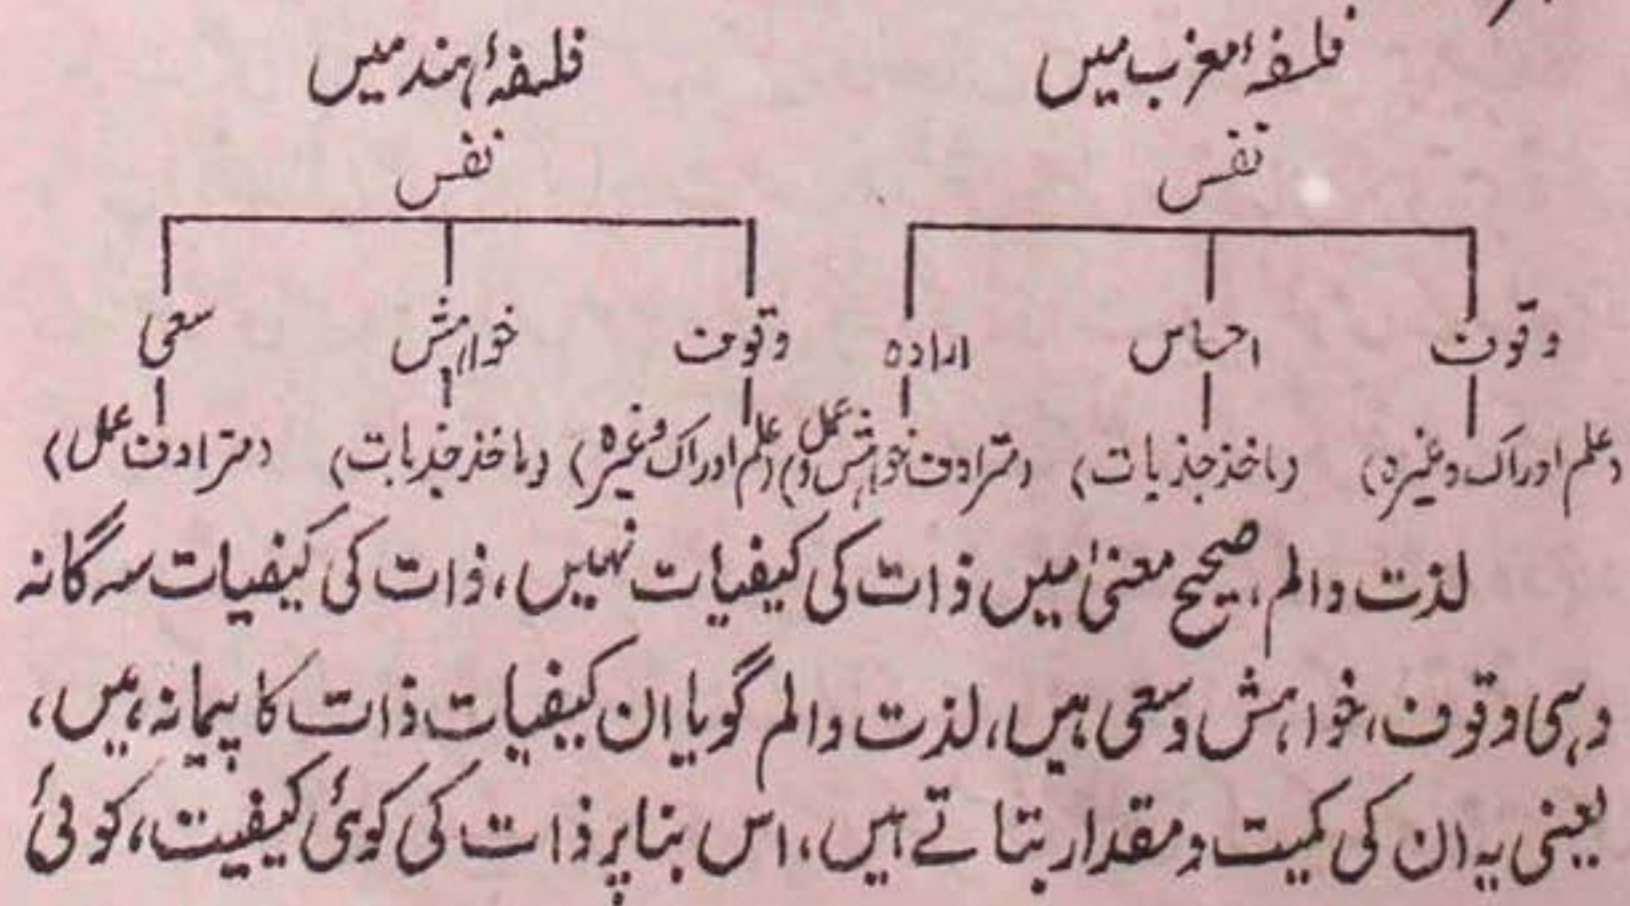 فلسفۂ مغرب میں فلسفۂ ہند میں
نفس نفس
وقوف احساس ارادہ وقوف خواہش سعی
(علم ادراک وغیرہ) (ماخذ جذبات) (مترادف خواہش و عمل) (علم ادراک وغیرہ) (ماخذ جذبات) (مترادف عمل)
لذت والم، صحیح معنیٰ میں ذات کی کیفیات نہیں، ذات کی کیفیات سہ گانہ
وہی وقوف، خواہش وسعی ہیں، لذت والم گویا ان کیفیات ذات کا پیمانہ ہیں،
یعنی یہ ان کی کمیت و مقدار بتاتے ہیں، اس بنا پر ذات کی کوئی کیفیت، کوئی